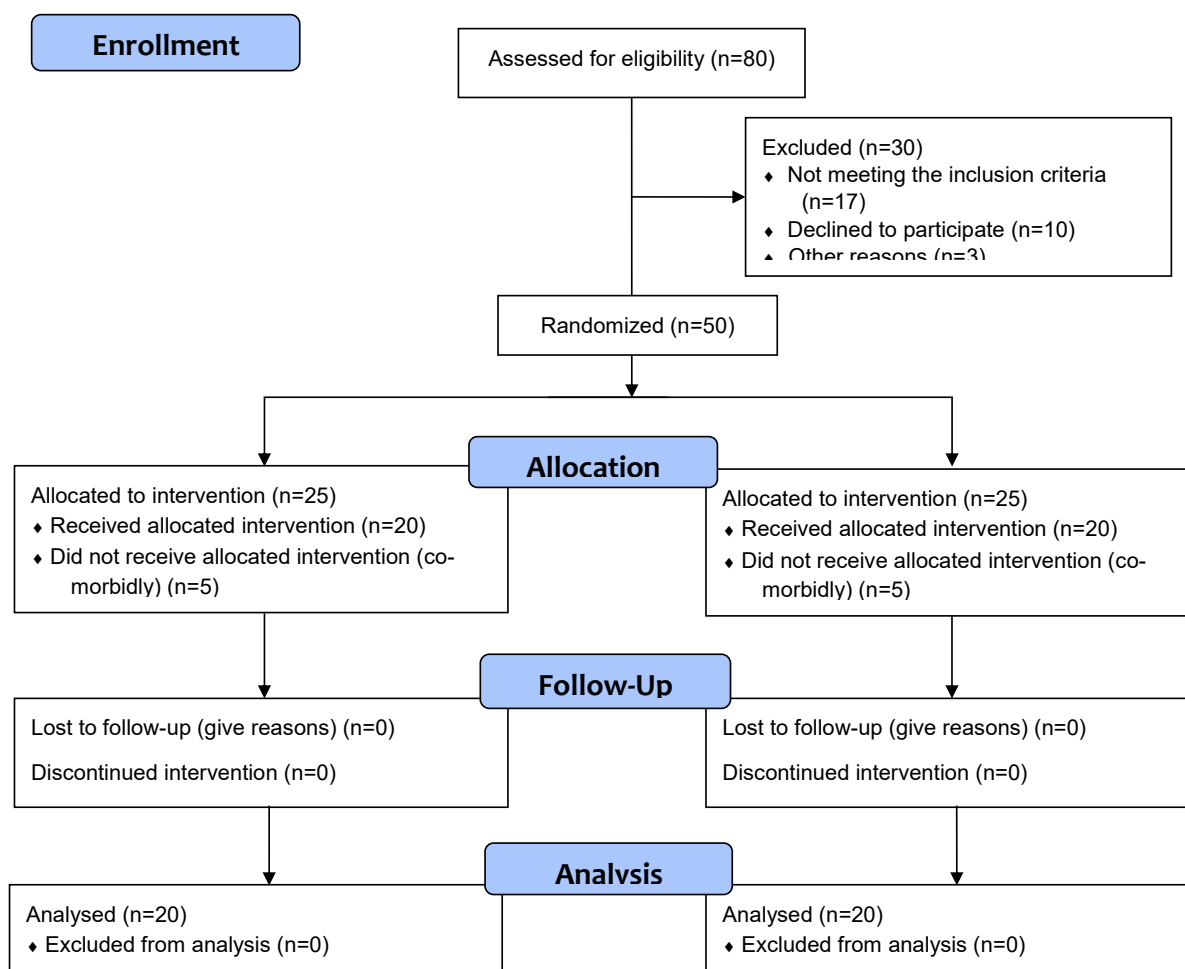 Enrollment
Assessed for eligibility (n=80)
Excluded (n=30)
♦ Not meeting the inclusion criteria
(n=17)
♦ Declined to participate (n=10)
♦ Other reasons (n=3)
Randomized (n=50)
Allocation
Allocated to intervention (n=25)
♦ Received allocated intervention (n=20)
♦ Did not receive allocated intervention (co-
morbidly) (n=5)
Allocated to intervention (n=25)
♦ Received allocated intervention (n=20)
♦ Did not receive allocated intervention (co-
morbidly) (n=5)
Follow-Up
Lost to follow-up (give reasons) (n=0)
Discontinued intervention (n=0)
Lost to follow-up (give reasons) (n=0)
Discontinued intervention (n=0)
Analysis
Analysed (n=20)
♦ Excluded from analysis (n=0)
Analysed (n=20)
♦ Excluded from analysis (n=0)